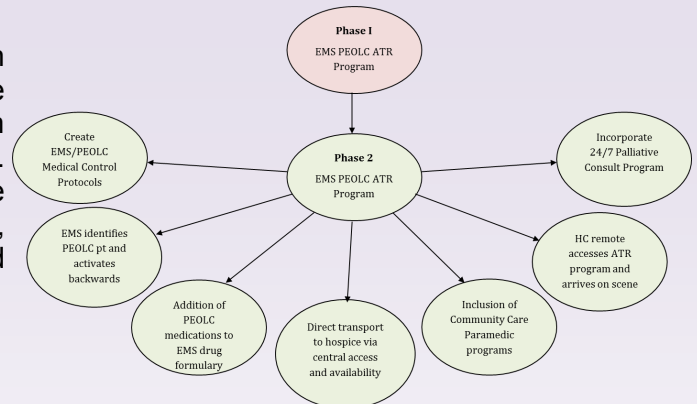 Phase I
EMS PEOLC ATR
Program
Phase 2
EMS PEOLC ATR
Program
Create
EMS/PEOLC
Medical Control
Protocols
EMS identifies
PEOLC pt and
activates
backwards
Addition of
PEOLC
medications to
EMS drug
formulary
Direct transport
to hospice via
central access
and availability
Inclusion of
Community Care
Paramedic
programs
HC remote
accesses ATR
program and
arrives on scene
Incorporate
24/7 Palliative
Consult Program